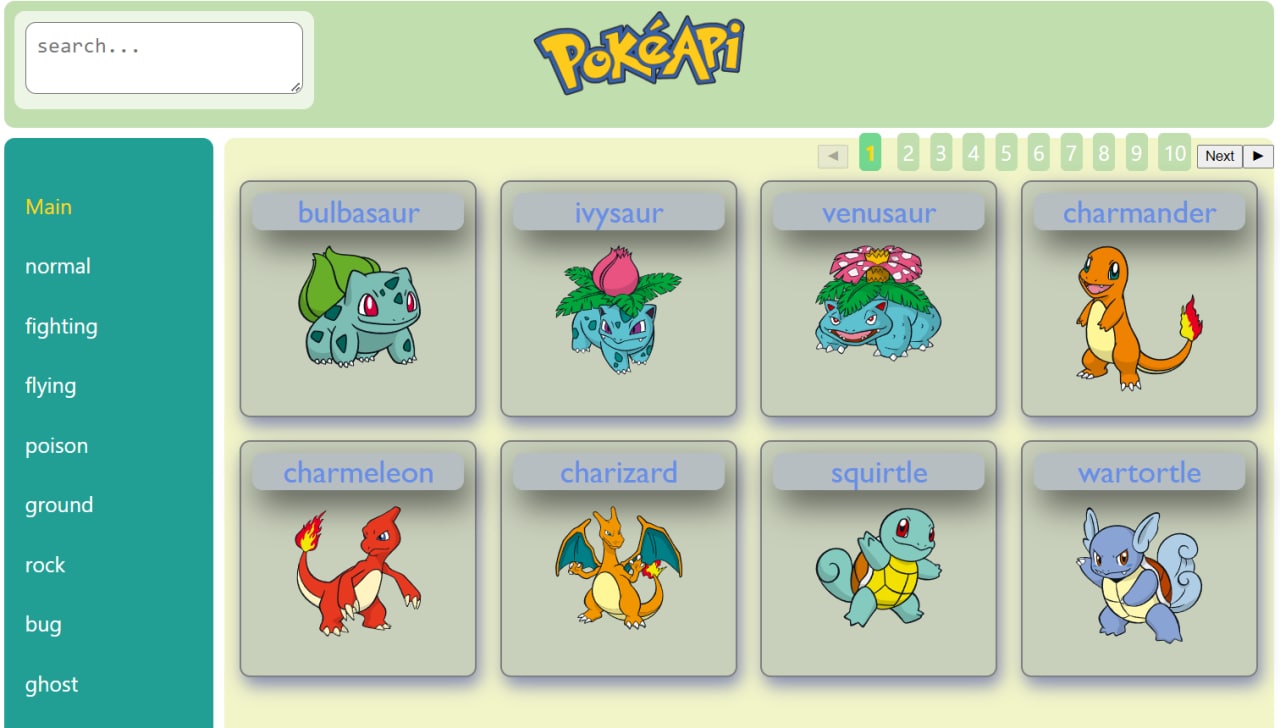 search...
PokéApi
◄ 1 2 3 4 5 6 7 8 9 10 Next ►
Main
normal
fighting
flying
poison
ground
rock
bug
ghost
bulbasaur ivysaur venusaur charmander
charmeleon charizard squirtle wartortle